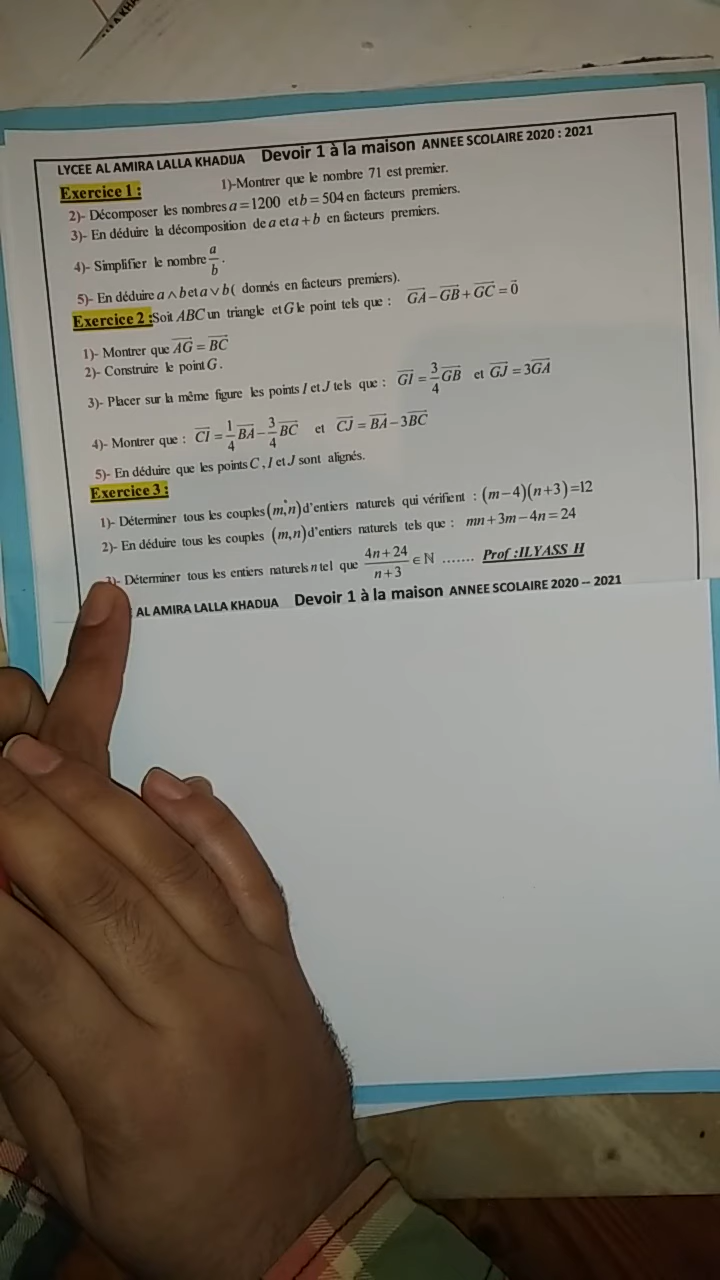 LYCEE AL AMIRA LALLA KHADIJA Devoir 1 à la maison ANNEE SCOLAIRE 2020 : 2021
Exercice 1 : 1)-Montrer que le nombre 71 est premier.
2)- Décomposer les nombres a = 1200 et b = 504 en facteurs premiers.
3)- En déduire la décomposition de a et a + b en facteurs premiers.
4)- Simplifier le nombre a/b.
5)- En déduire a ∧ b et a ∨ b ( donnés en facteurs premiers).
Exercice 2 :Soit ABC un triangle et G le point tels que : GA⃗ − GB⃗ + GC⃗ = 0⃗
1)- Montrer que AG⃗ = BC⃗
2)- Construire le point G.
3)- Placer sur la même figure les points I et J tels que : GI⃗ = 3/4 GB⃗ et GJ⃗ = 3GA⃗
4)- Montrer que : CI⃗ = 1/4 BA⃗ − 3/4 BC⃗ et CJ⃗ = BA⃗ − 3BC⃗
5)- En déduire que les points C, I et J sont alignés.
Exercice 3 :
1)- Déterminer tous les couples (m,n) d'entiers naturels qui vérifient : (m−4)(n+3)=12
2)- En déduire tous les couples (m,n) d'entiers naturels tels que : mn+3m−4n = 24
)- Déterminer tous les entiers naturels n tel que (4n+24)/(n+3) ∈ ℕ ....... Prof :ILYASS H
AL AMIRA LALLA KHADIJA Devoir 1 à la maison ANNEE SCOLAIRE 2020 – 2021